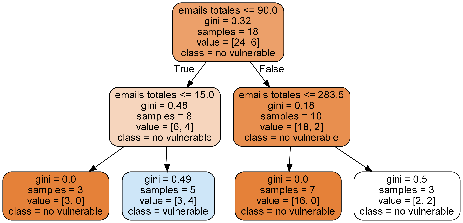 emails totales <= 90.0
gini = 0.32
samples = 18
value = [24, 6]
class = no vulnerable
True
False
emails totales <= 15.0
gini = 0.48
samples = 8
value = [6, 4]
class = no vulnerable
emails totales <= 283.5
gini = 0.18
samples = 10
value = [18, 2]
class = no vulnerable
gini = 0.0
samples = 3
value = [3, 0]
class = no vulnerable
gini = 0.49
samples = 5
value = [3, 4]
class = vulnerable
gini = 0.0
samples = 7
value = [16, 0]
class = no vulnerable
gini = 0.5
samples = 3
value = [2, 2]
class = no vulnerable